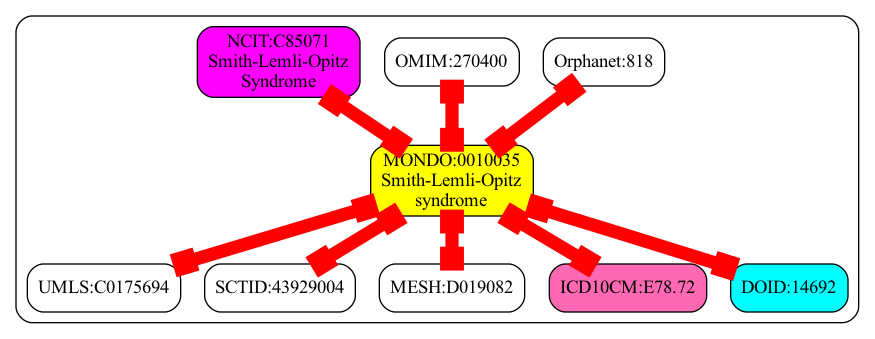 NCIT:C85071
Smith-Lemli-Opitz
Syndrome
OMIM:270400
Orphanet:818
MONDO:0010035
Smith-Lemli-Opitz
syndrome
UMLS:C0175694
SCTID:43929004
MESH:D019082
ICD10CM:E78.72
DOID:14692